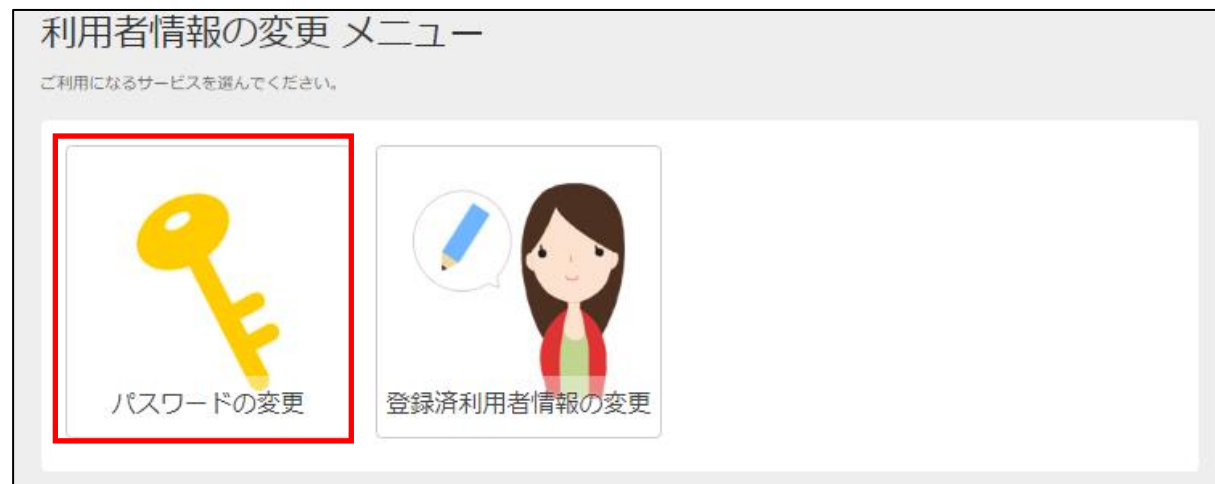 利用者情報の変更 メニュー
ご利用になるサービスを選んでください。
パスワードの変更
登録済利用者情報の変更